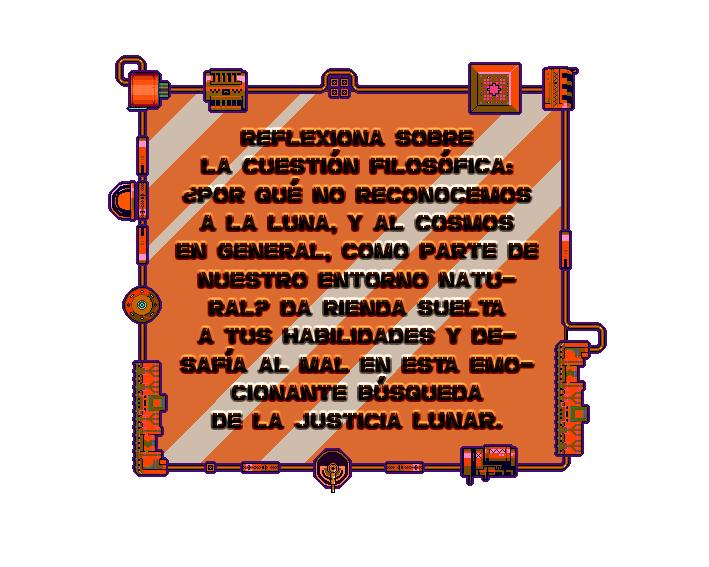 REFLEXIONA SOBRE
LA CUESTIÓN FILOSÓFICA:
¿POR QUÉ NO RECONOCEMOS
A LA LUNA, Y AL COSMOS
EN GENERAL, COMO PARTE DE
NUESTRO ENTORNO NATU-
RAL? DA RIENDA SUELTA
A TUS HABILIDADES Y DE-
SAFÍA AL MAL EN ESTA EMO-
CIONANTE BÚSQUEDA
DE LA JUSTICIA LUNAR.